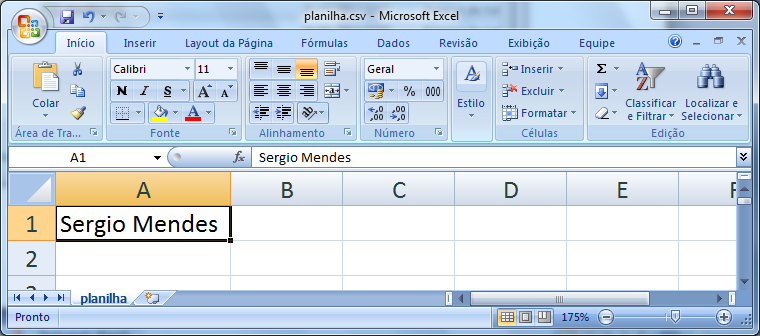 planilha.csv - Microsoft Excel
Início Inserir Layout da Página Fórmulas Dados Revisão Exibição Equipe
Colar
Área de Tra...
Calibri 11
N I S A A
A
Fonte
Alinhamento
Geral
% 000
,00 ,0
Número
A
Estilo
Inserir
Excluir
Formatar
Células
Σ
A Z
Classificar e Filtrar
Localizar e Selecionar
Edição
A1 fx Sergio Mendes
A B C D E
1 Sergio Mendes
2
planilha
Pronto 175%